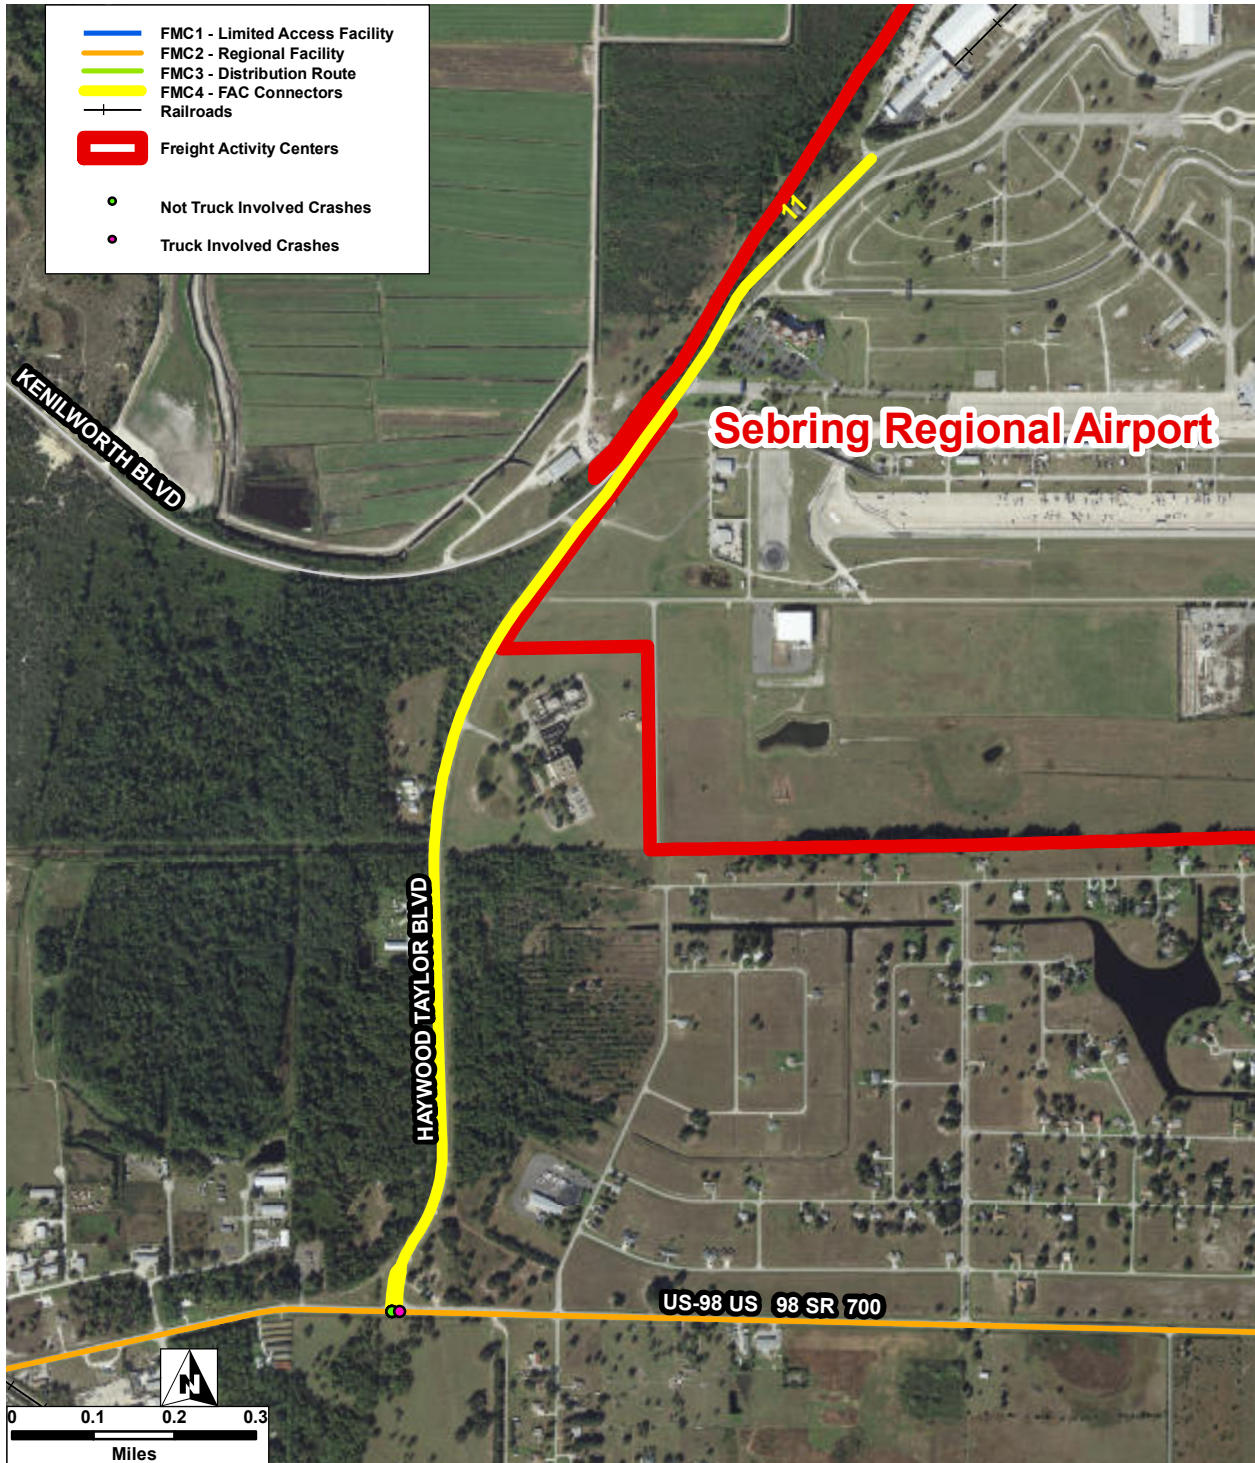 FMC1 - Limited Access Facility
FMC2 - Regional Facility
FMC3 - Distribution Route
FMC4 - FAC Connectors
Railroads
Freight Activity Centers
Not Truck Involved Crashes
Truck Involved Crashes
11
KENILWORTH BLVD
Sebring Regional Airport
HAYWOOD TAYLOR BLVD
US-98 US 98 SR 700
N
0 0.1 0.2 0.3
Miles